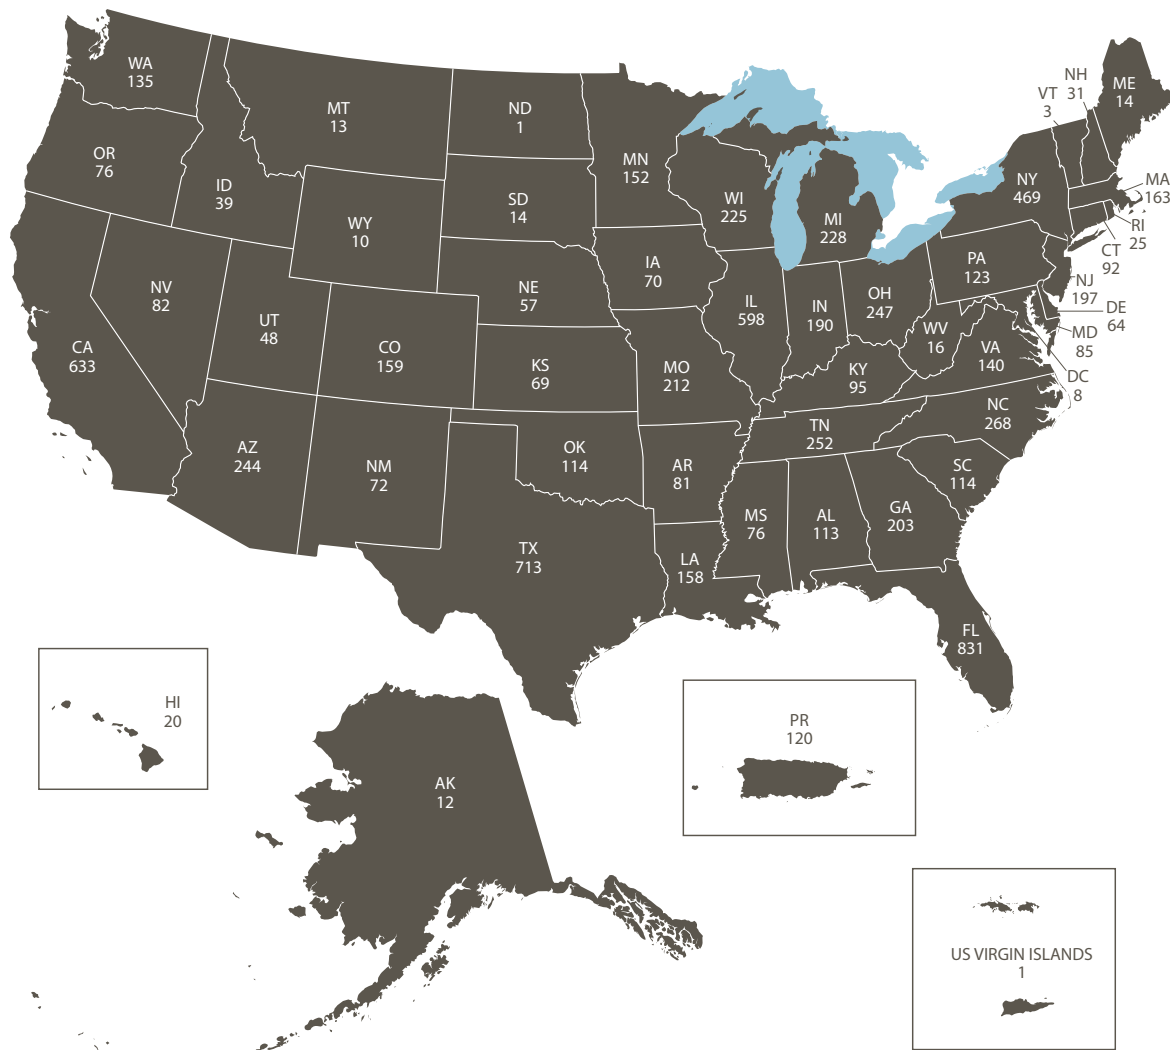 WA
135
OR
76
CA
633
ID
39
NV
82
MT
13
WY
10
UT
48
AZ
244
CO
159
NM
72
ND
1
SD
14
NE
57
KS
69
OK
114
TX
713
MN
152
IA
70
MO
212
AR
81
LA
158
WI
225
IL
598
MS
76
MI
228
IN
190
KY
95
TN
252
AL
113
OH
247
WV
16
GA
203
FL
831
SC
114
NC
268
VA
140
PA
123
NY
469
VT
3
NH
31
ME
14
MA
163
RI
25
CT
92
NJ
197
DE
64
MD
85
DC
8
HI
20
AK
12
PR
120
US VIRGIN ISLANDS
1